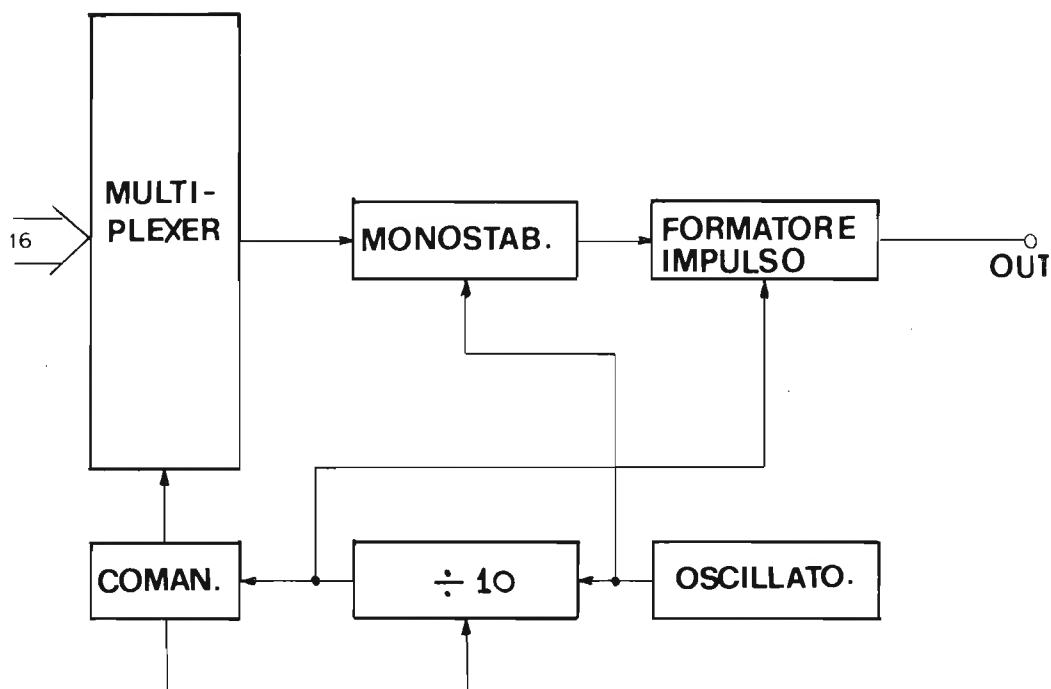 MULTI-
PLEXER
16
MONOSTAB.
FORMATORE
IMPULSO
OUT
COMAN.
÷ 10
OSCILLATO.